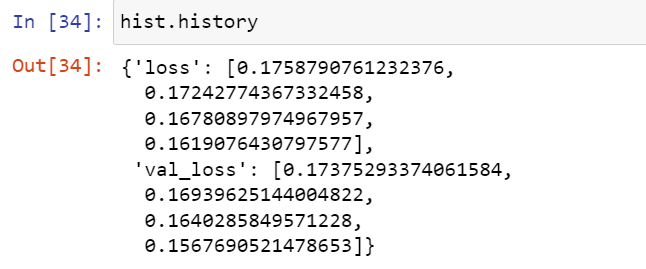 In [34]: hist.history
Out[34]: {'loss': [0.1758790761232376,
0.17242774367332458,
0.16780897974967957,
0.1619076430797577],
'val_loss': [0.17375293374061584,
0.16939625144004822,
0.1640285849571228,
0.1567690521478653]}